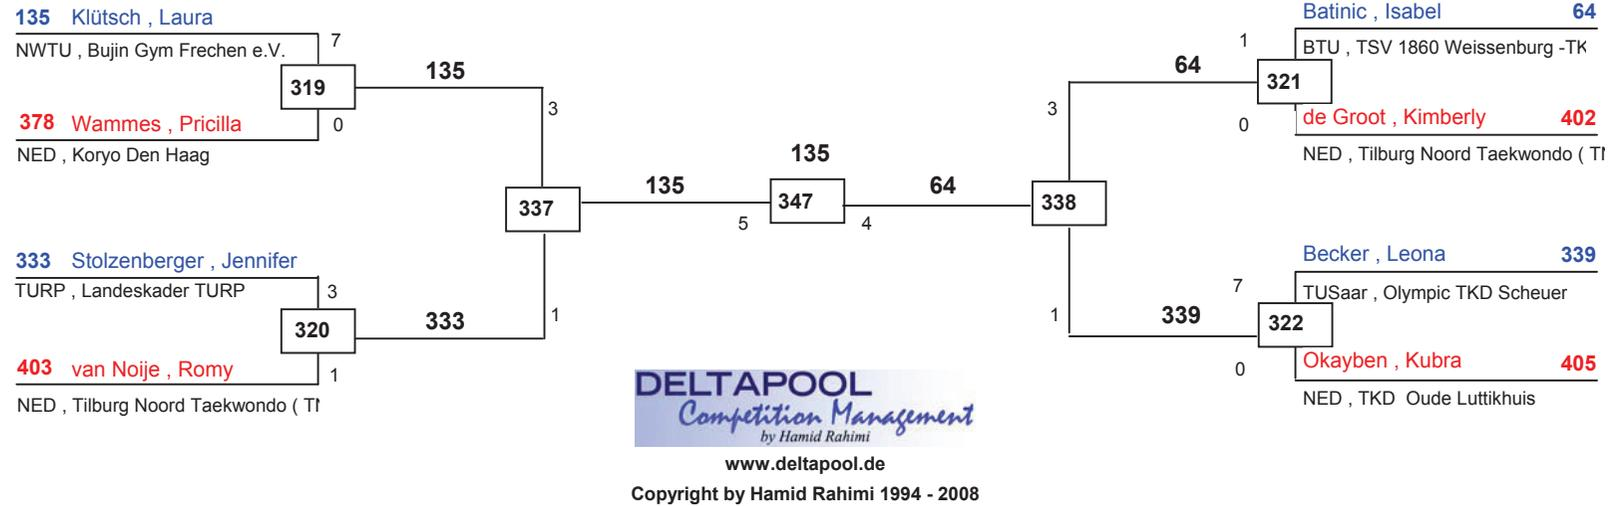 135 Klütsch , Laura
NWTU , Bujin Gym Frechen e.V.
7
319
135
0
378 Wammes , Pricilla
NED , Koryo Den Haag
3
337
135
333 Stolzenberger , Jennifer
TURP , Landeskader TURP
3
320
333
1
403 van Noije , Romy
1
NED , Tilburg Noord Taekwondo (
135
5
347
4
64
Batinic , Isabel 64
BTU , TSV 1860 Weissenburg -TK
1
321
64
0
de Groot , Kimberly 402
NED , Tilburg Noord Taekwondo (
3
338
Becker , Leona 339
TUSaar , Olympic TKD Scheuer
7
322
339
1
0
Okayben , Kubra 405
NED , TKD Oude Luttikhuis
DELTAPOOL
Competition Management
by Hamid Rahimi
www.deltapool.de
Copyright by Hamid Rahimi 1994 - 2008